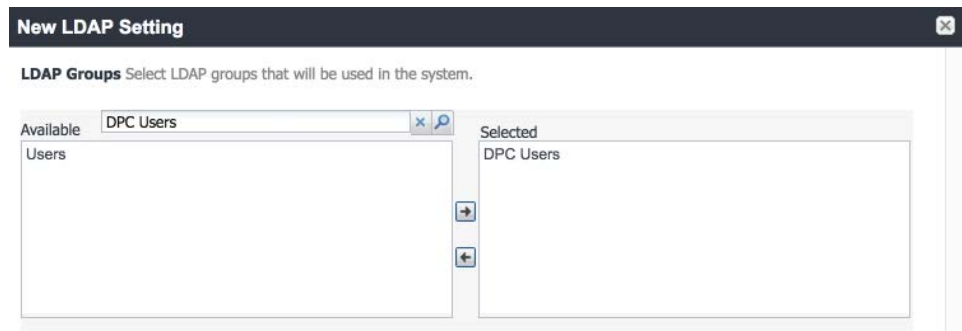 New LDAP Setting
LDAP Groups Select LDAP groups that will be used in the system.
Available DPC Users
Selected
Users
DPC Users